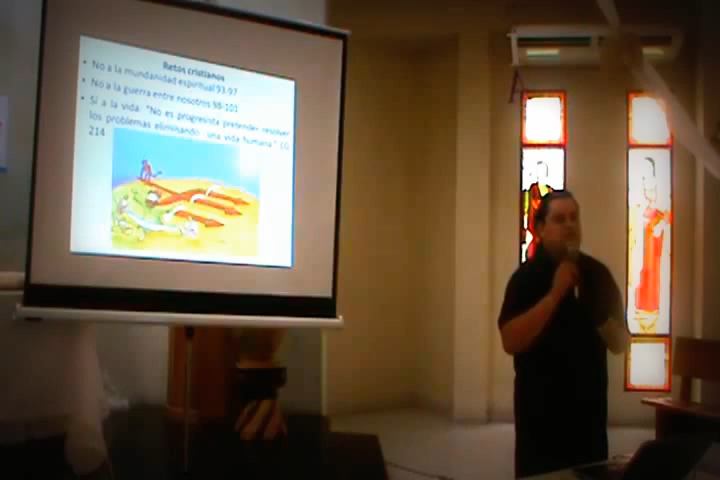 Retos cristianos
• No a la mundanidad espiritual 93-97
• No a la guerra entre nosotros 98-101
• Sí a la vida: "No es progresista pretender resolver
los problemas eliminando una vida humana." EG
214